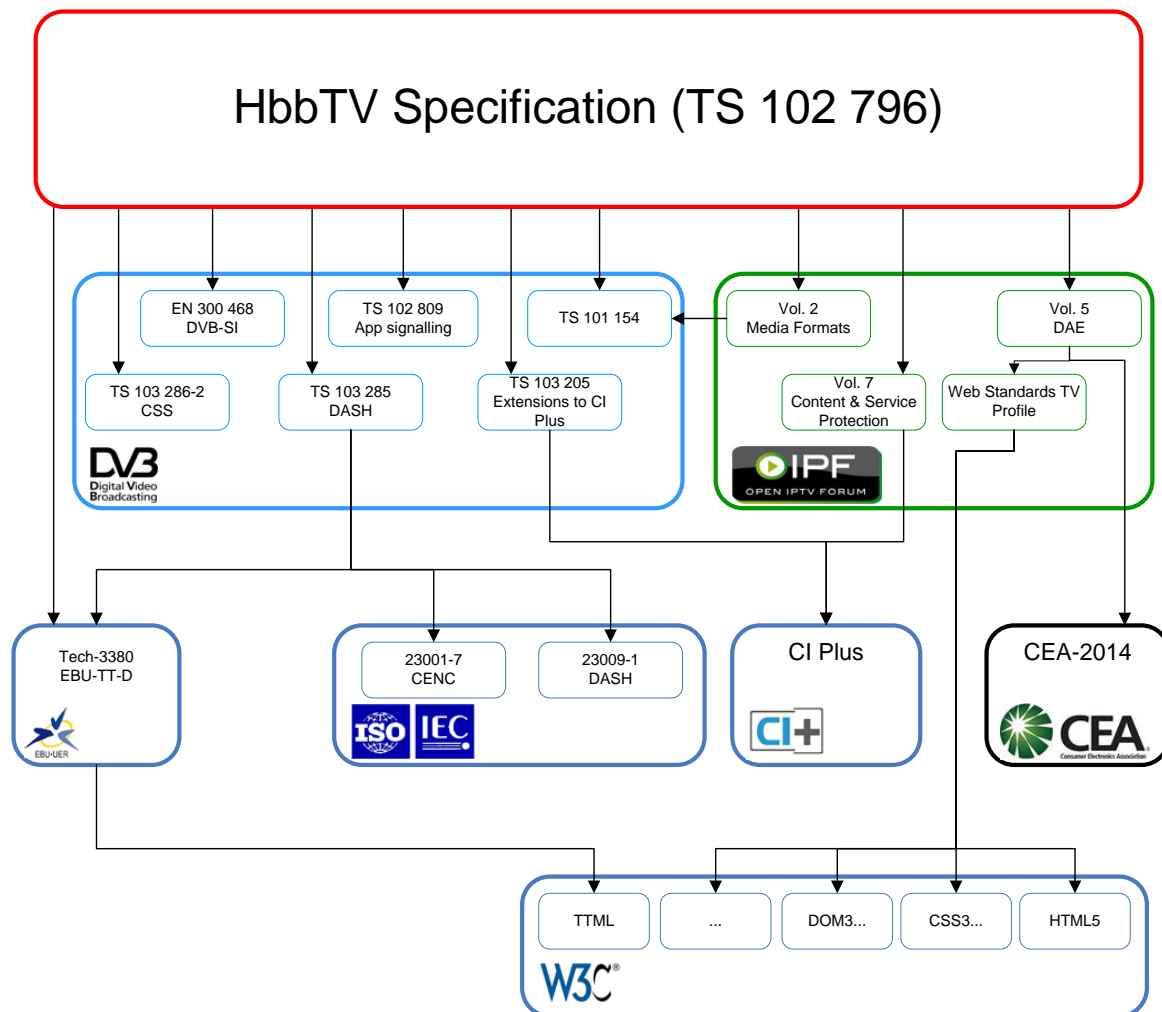 HbbTV Specification (TS 102 796)
EN 300 468
DVB-SI
TS 102 809
App signalling
TS 101 154
Vol. 2
Media Formats
Vol. 5
DAE
TS 103 286-2
CSS
TS 103 285
DASH
TS 103 205
Extensions to CI
Plus
Vol. 7
Content & Service
Protection
Web Standards TV
Profile
DVB
Digital Video
Broadcasting
OIPF
OPEN IPTV FORUM
Tech-3380
EBU-TT-D
EBU•UER
23001-7
CENC
23009-1
DASH
ISO
IEC
CI Plus
CI+
CEA-2014
CEA
Consumer Electronics Association
TTML
...
DOM3...
CSS3...
HTML5
W3C®